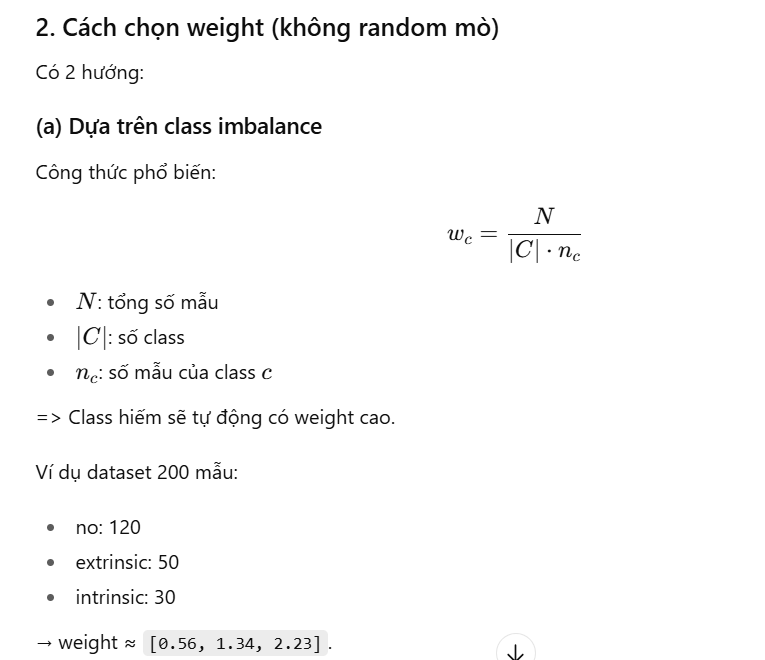 2. Cách chọn weight (không random mò)
Có 2 hướng:
(a) Dựa trên class imbalance
Công thức phổ biến:
w_c = N / (|C| · n_c)
• N: tổng số mẫu
• |C|: số class
• n_c: số mẫu của class c
=> Class hiếm sẽ tự động có weight cao.
Ví dụ dataset 200 mẫu:
• no: 120
• extrinsic: 50
• intrinsic: 30
→ weight ≈ [0.56, 1.34, 2.23].